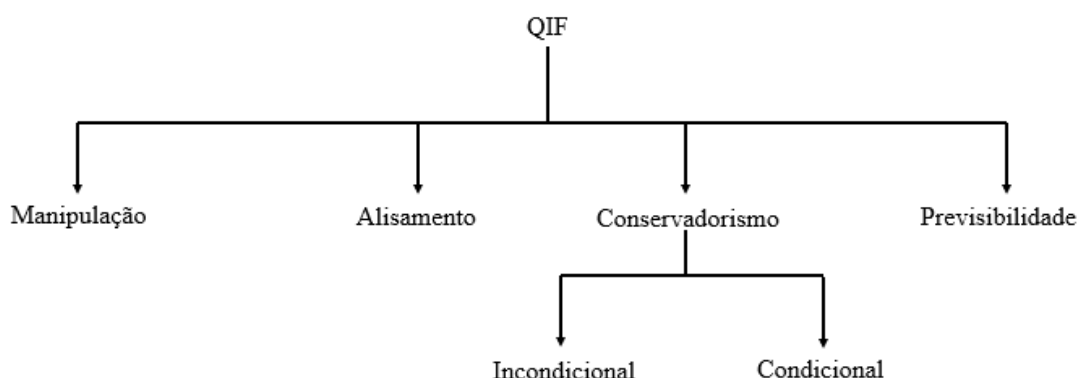 QIF
Manipulação Alisamento Conservadorismo Previsibilidade
Incondicional Condicional